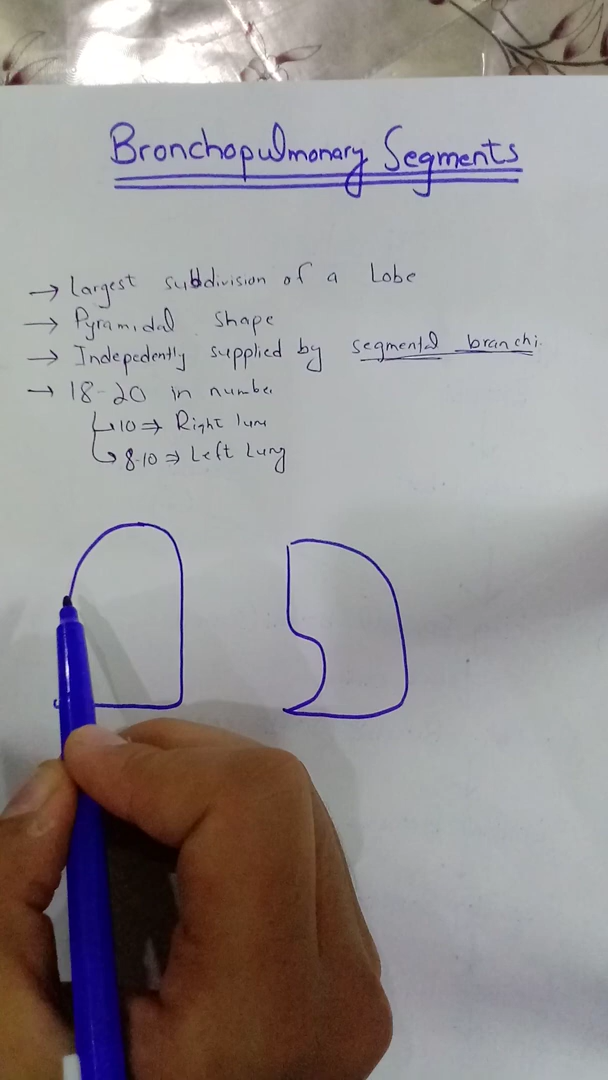 Bronchopulmonary Segments
→ Largest subdivision of a Lobe
→ Pyramidal Shape
→ Indepedently supplied by segmental branchi.
→ 18-20 in number
↳ 10 ⇒ Right lung
↳ 8-10 ⇒ Left Lung